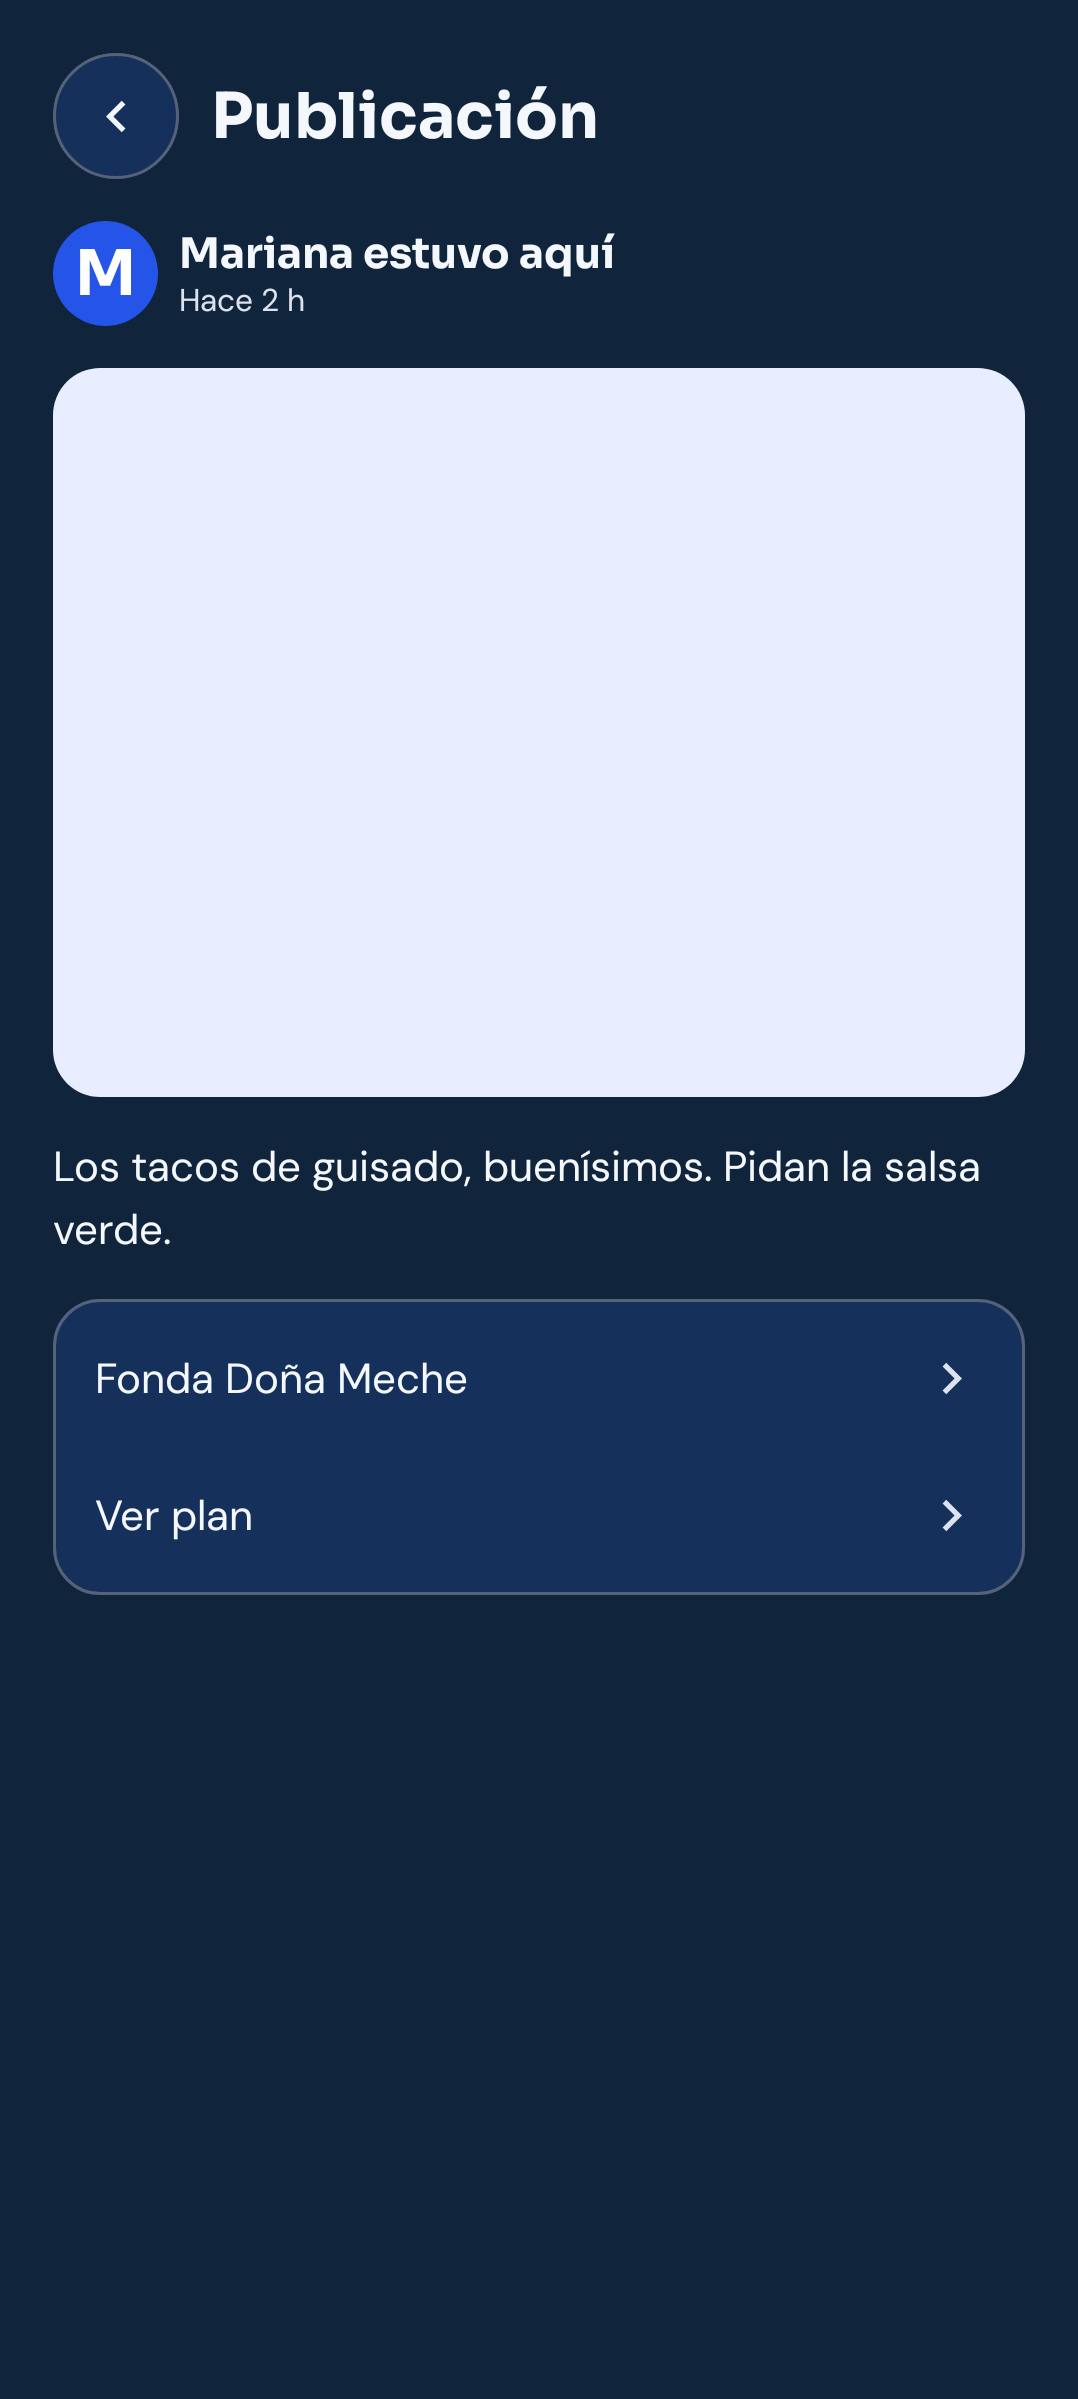 Publicación
M
Mariana estuvo aquí
Hace 2 h
Los tacos de guisado, buenísimos. Pidan la salsa
verde.
Fonda Doña Meche
Ver plan